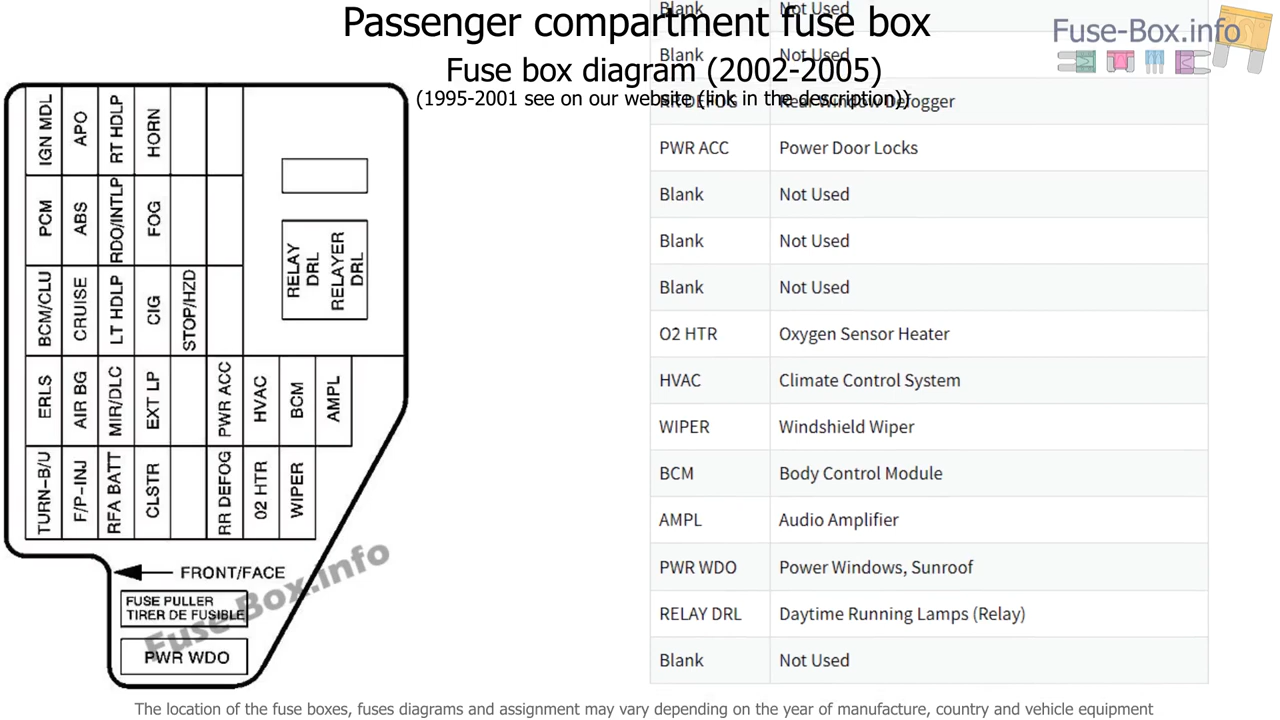 Passenger compartment fuse box
Fuse box diagram (2002-2005)
(1995-2001 see on our website (link in the description))
Fuse-Box.info
IGN MDL
APO
RT HDLP
HORN
PCM
ABS
RDO/INTLP
FOG
RELAY DRL
RELAYER DRL
BCM/CLU
CRUISE
LT HDLP
CIG
STOP/HZD
ERLS
AIR BG
MIR/DLC
EXT LP
PWR ACC
HVAC
BCM
AMPL
TURN-B/U
F/P-INJ
RFA BATT
CLSTR
RR DEFOG
02 HTR
WIPER
FRONT/FACE
FUSE PULLER
TIRER DE FUSIBLE
PWR WDO
Fuse-Box.info
Blank Not Used
Blank Not Used
RR DEFOG Rear Window Defogger
PWR ACC Power Door Locks
Blank Not Used
Blank Not Used
Blank Not Used
O2 HTR Oxygen Sensor Heater
HVAC Climate Control System
WIPER Windshield Wiper
BCM Body Control Module
AMPL Audio Amplifier
PWR WDO Power Windows, Sunroof
RELAY DRL Daytime Running Lamps (Relay)
Blank Not Used
The location of the fuse boxes, fuses diagrams and assignment may vary depending on the year of manufacture, country and vehicle equipment